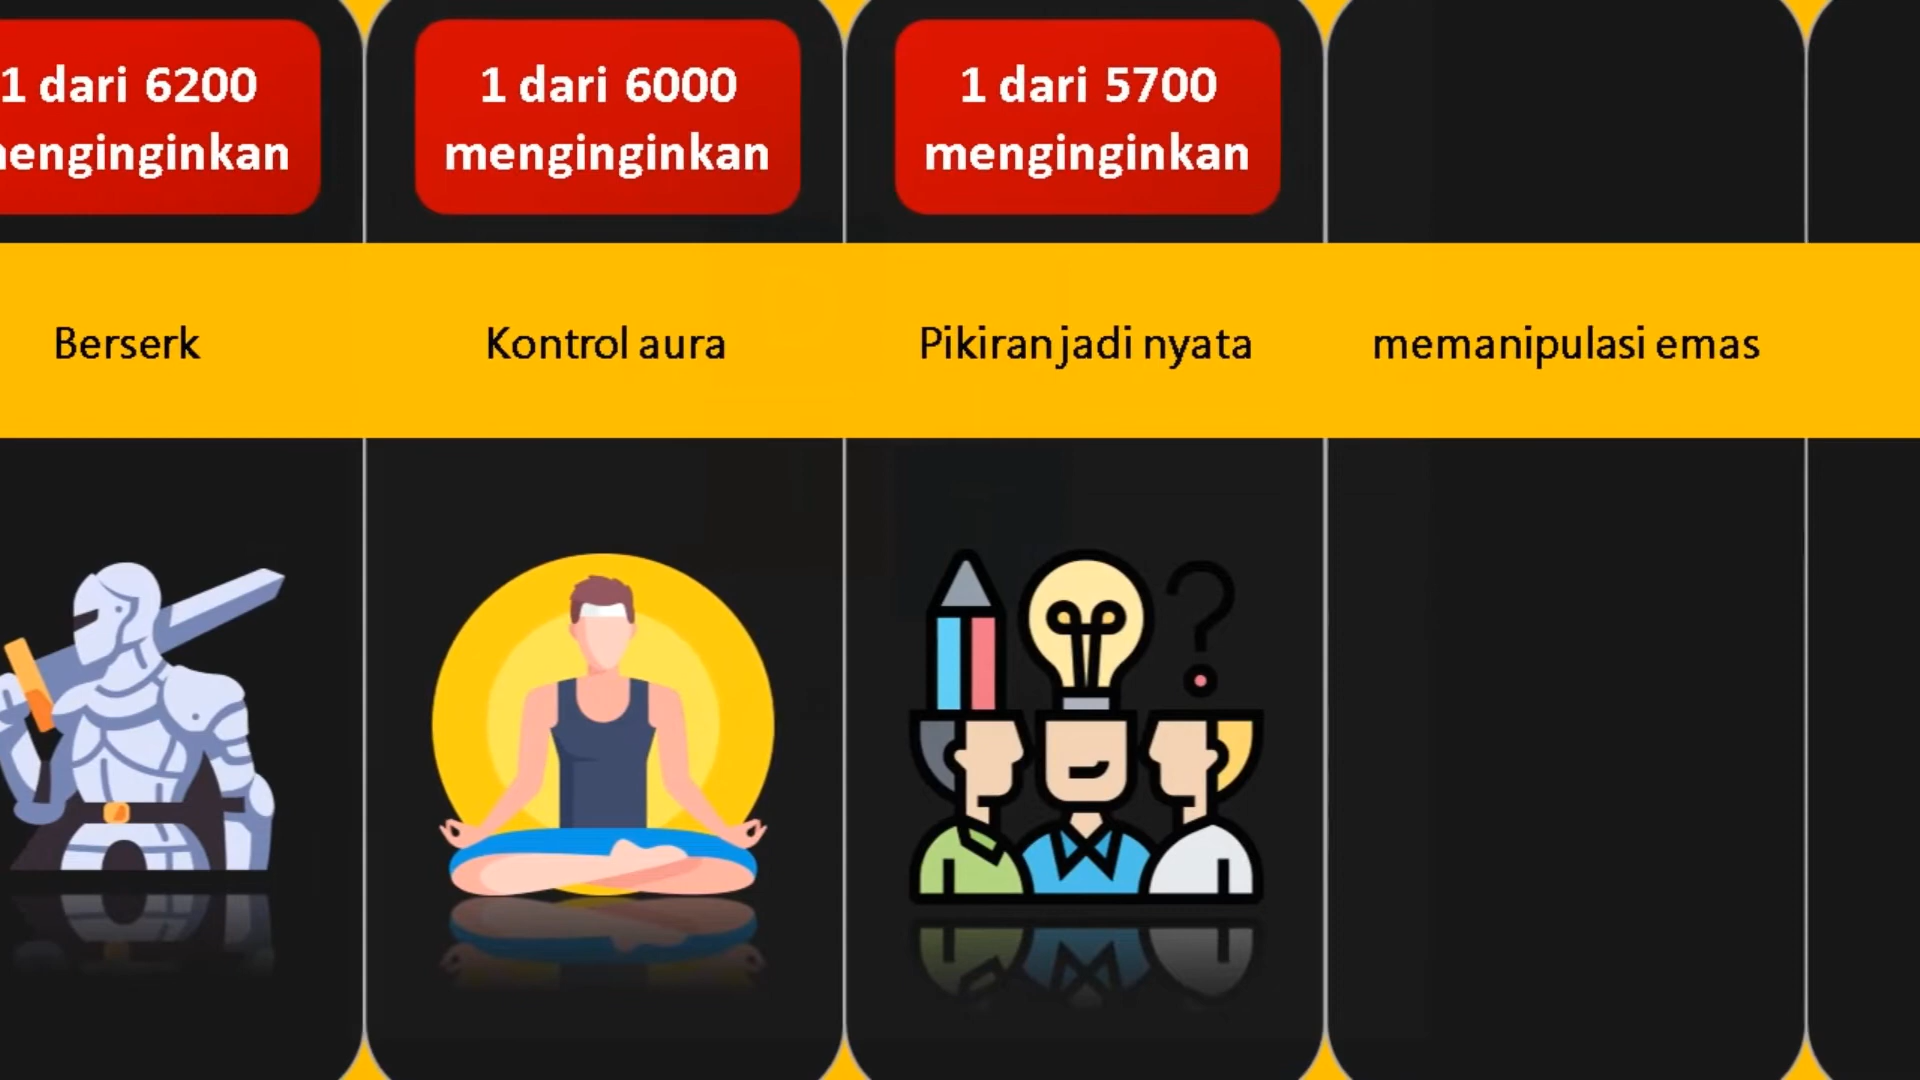 1 dari 6200
enginginkan
1 dari 6000
menginginkan
1 dari 5700
menginginkan
Berserk
Kontrol aura
Pikiran jadi nyata
memanipulasi emas